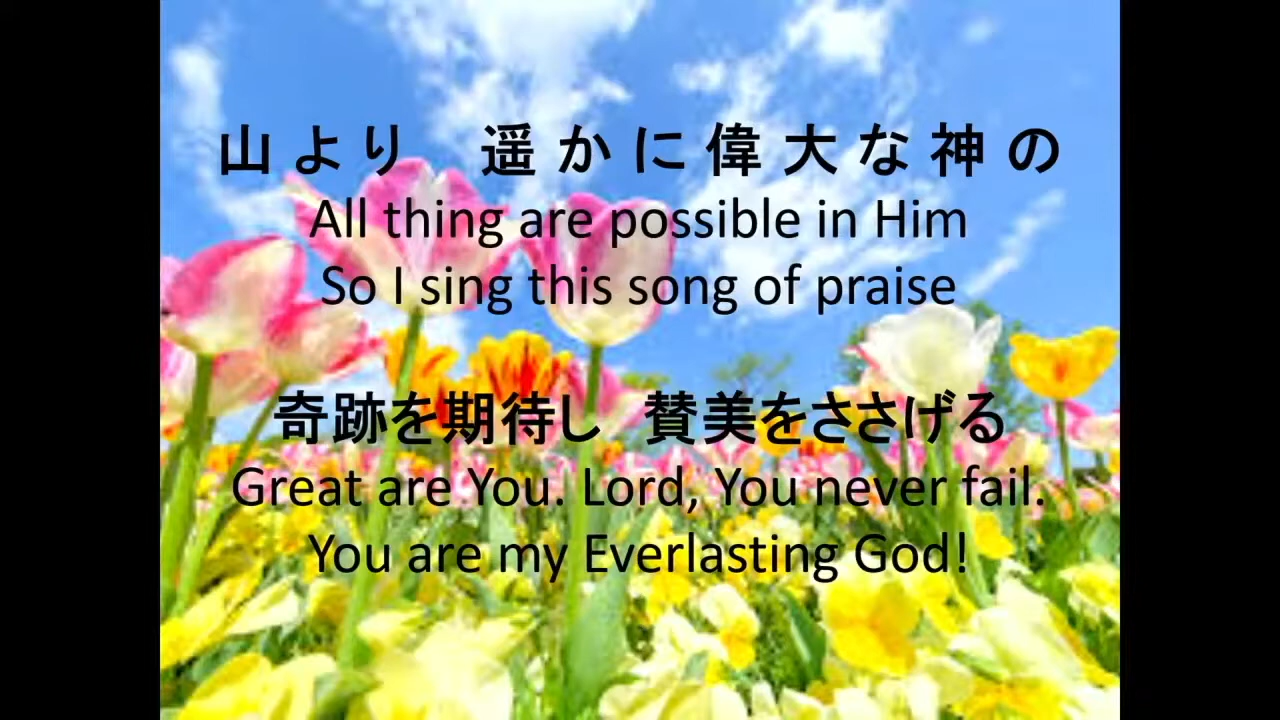 山より　遥かに偉大な神の
All thing are possible in Him
So I sing this song of praise
奇跡を期待し　賛美をささげる
Great are You. Lord, You never fail.
You are my Everlasting God!